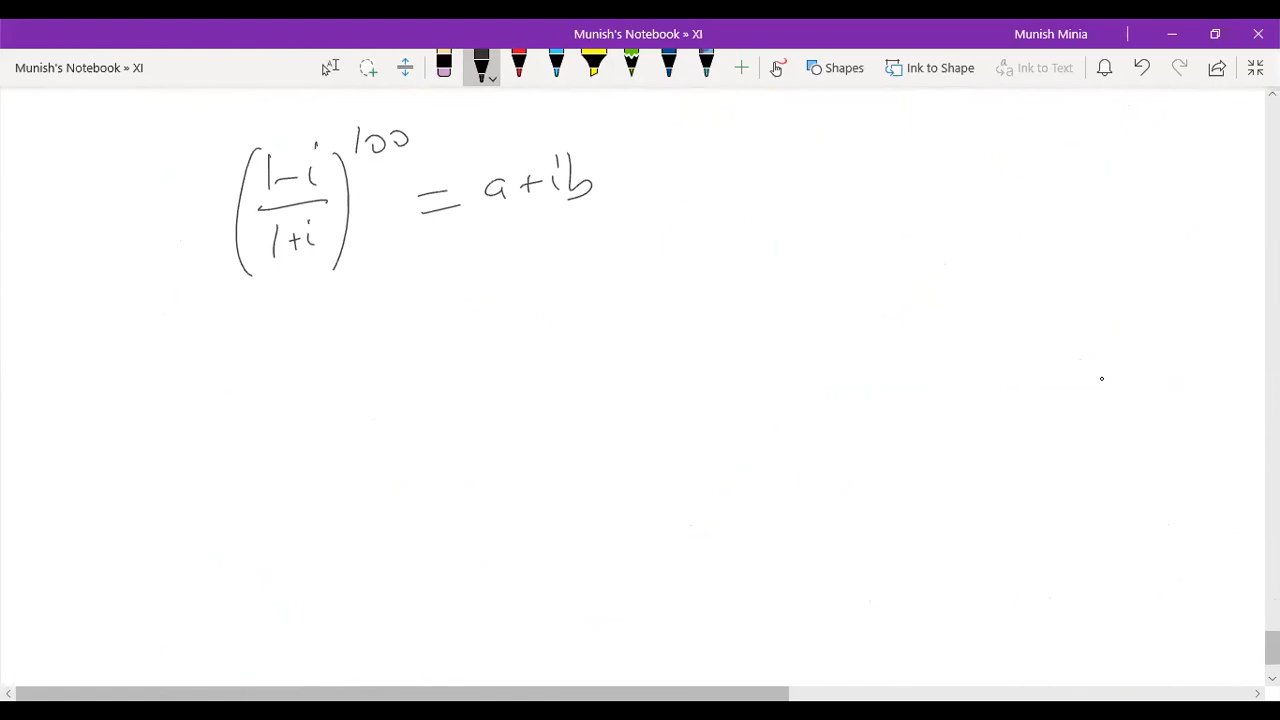 Munish's Notebook » XI
Munish Minia
Munish's Notebook » XI
Shapes
Ink to Shape
Ink to Text
(1-i/1+i)^100 = a+ib